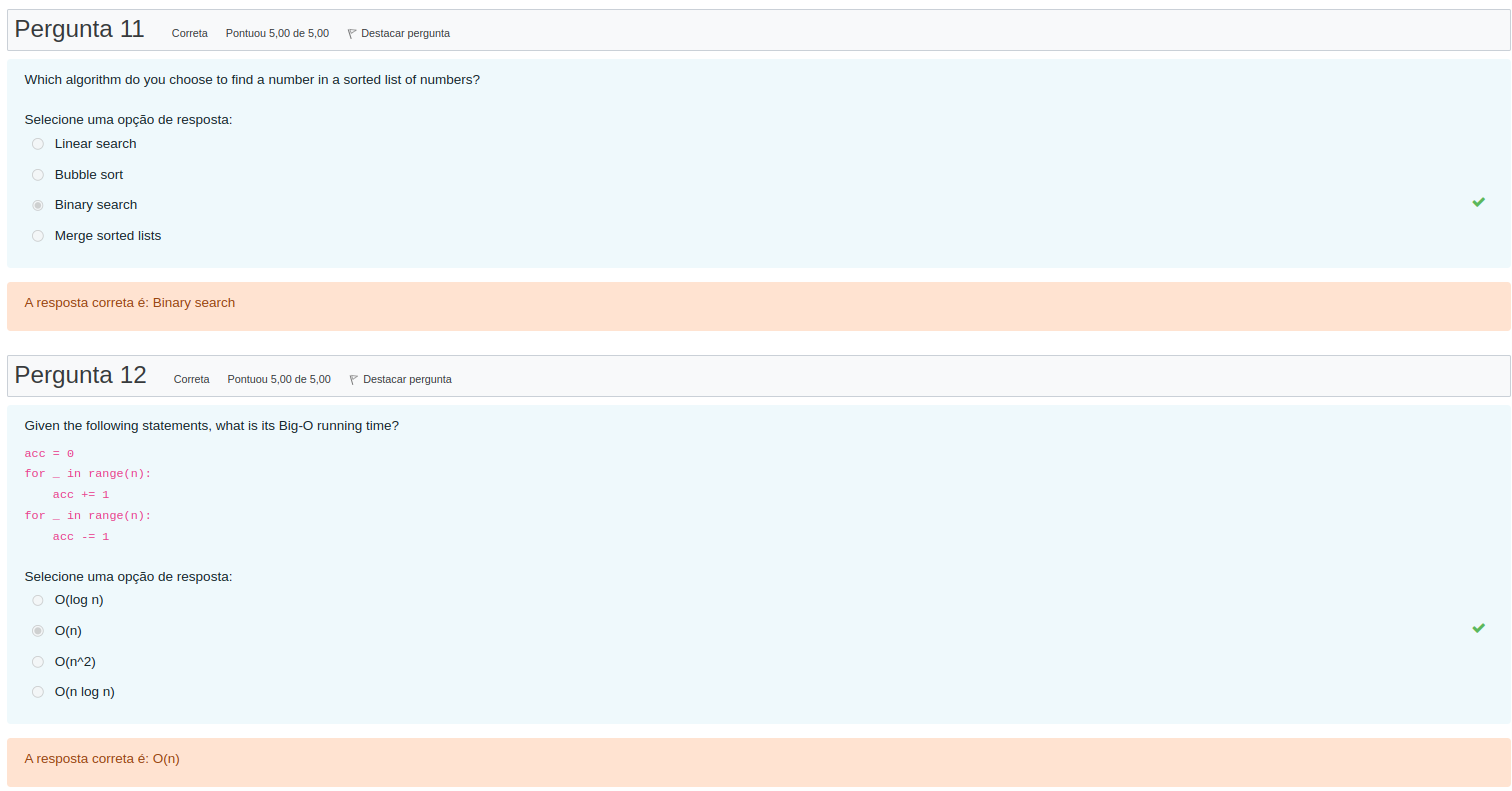 Pergunta 11 Correta Pontuou 5,00 de 5,00 Destacar pergunta
Which algorithm do you choose to find a number in a sorted list of numbers?
Selecione uma opção de resposta:
Linear search
Bubble sort
Binary search
Merge sorted lists
A resposta correta é: Binary search
Pergunta 12 Correta Pontuou 5,00 de 5,00 Destacar pergunta
Given the following statements, what is its Big-O running time?
acc = 0
for _ in range(n):
    acc += 1
for _ in range(n):
    acc -= 1
Selecione uma opção de resposta:
O(log n)
O(n)
O(n^2)
O(n log n)
A resposta correta é: O(n)